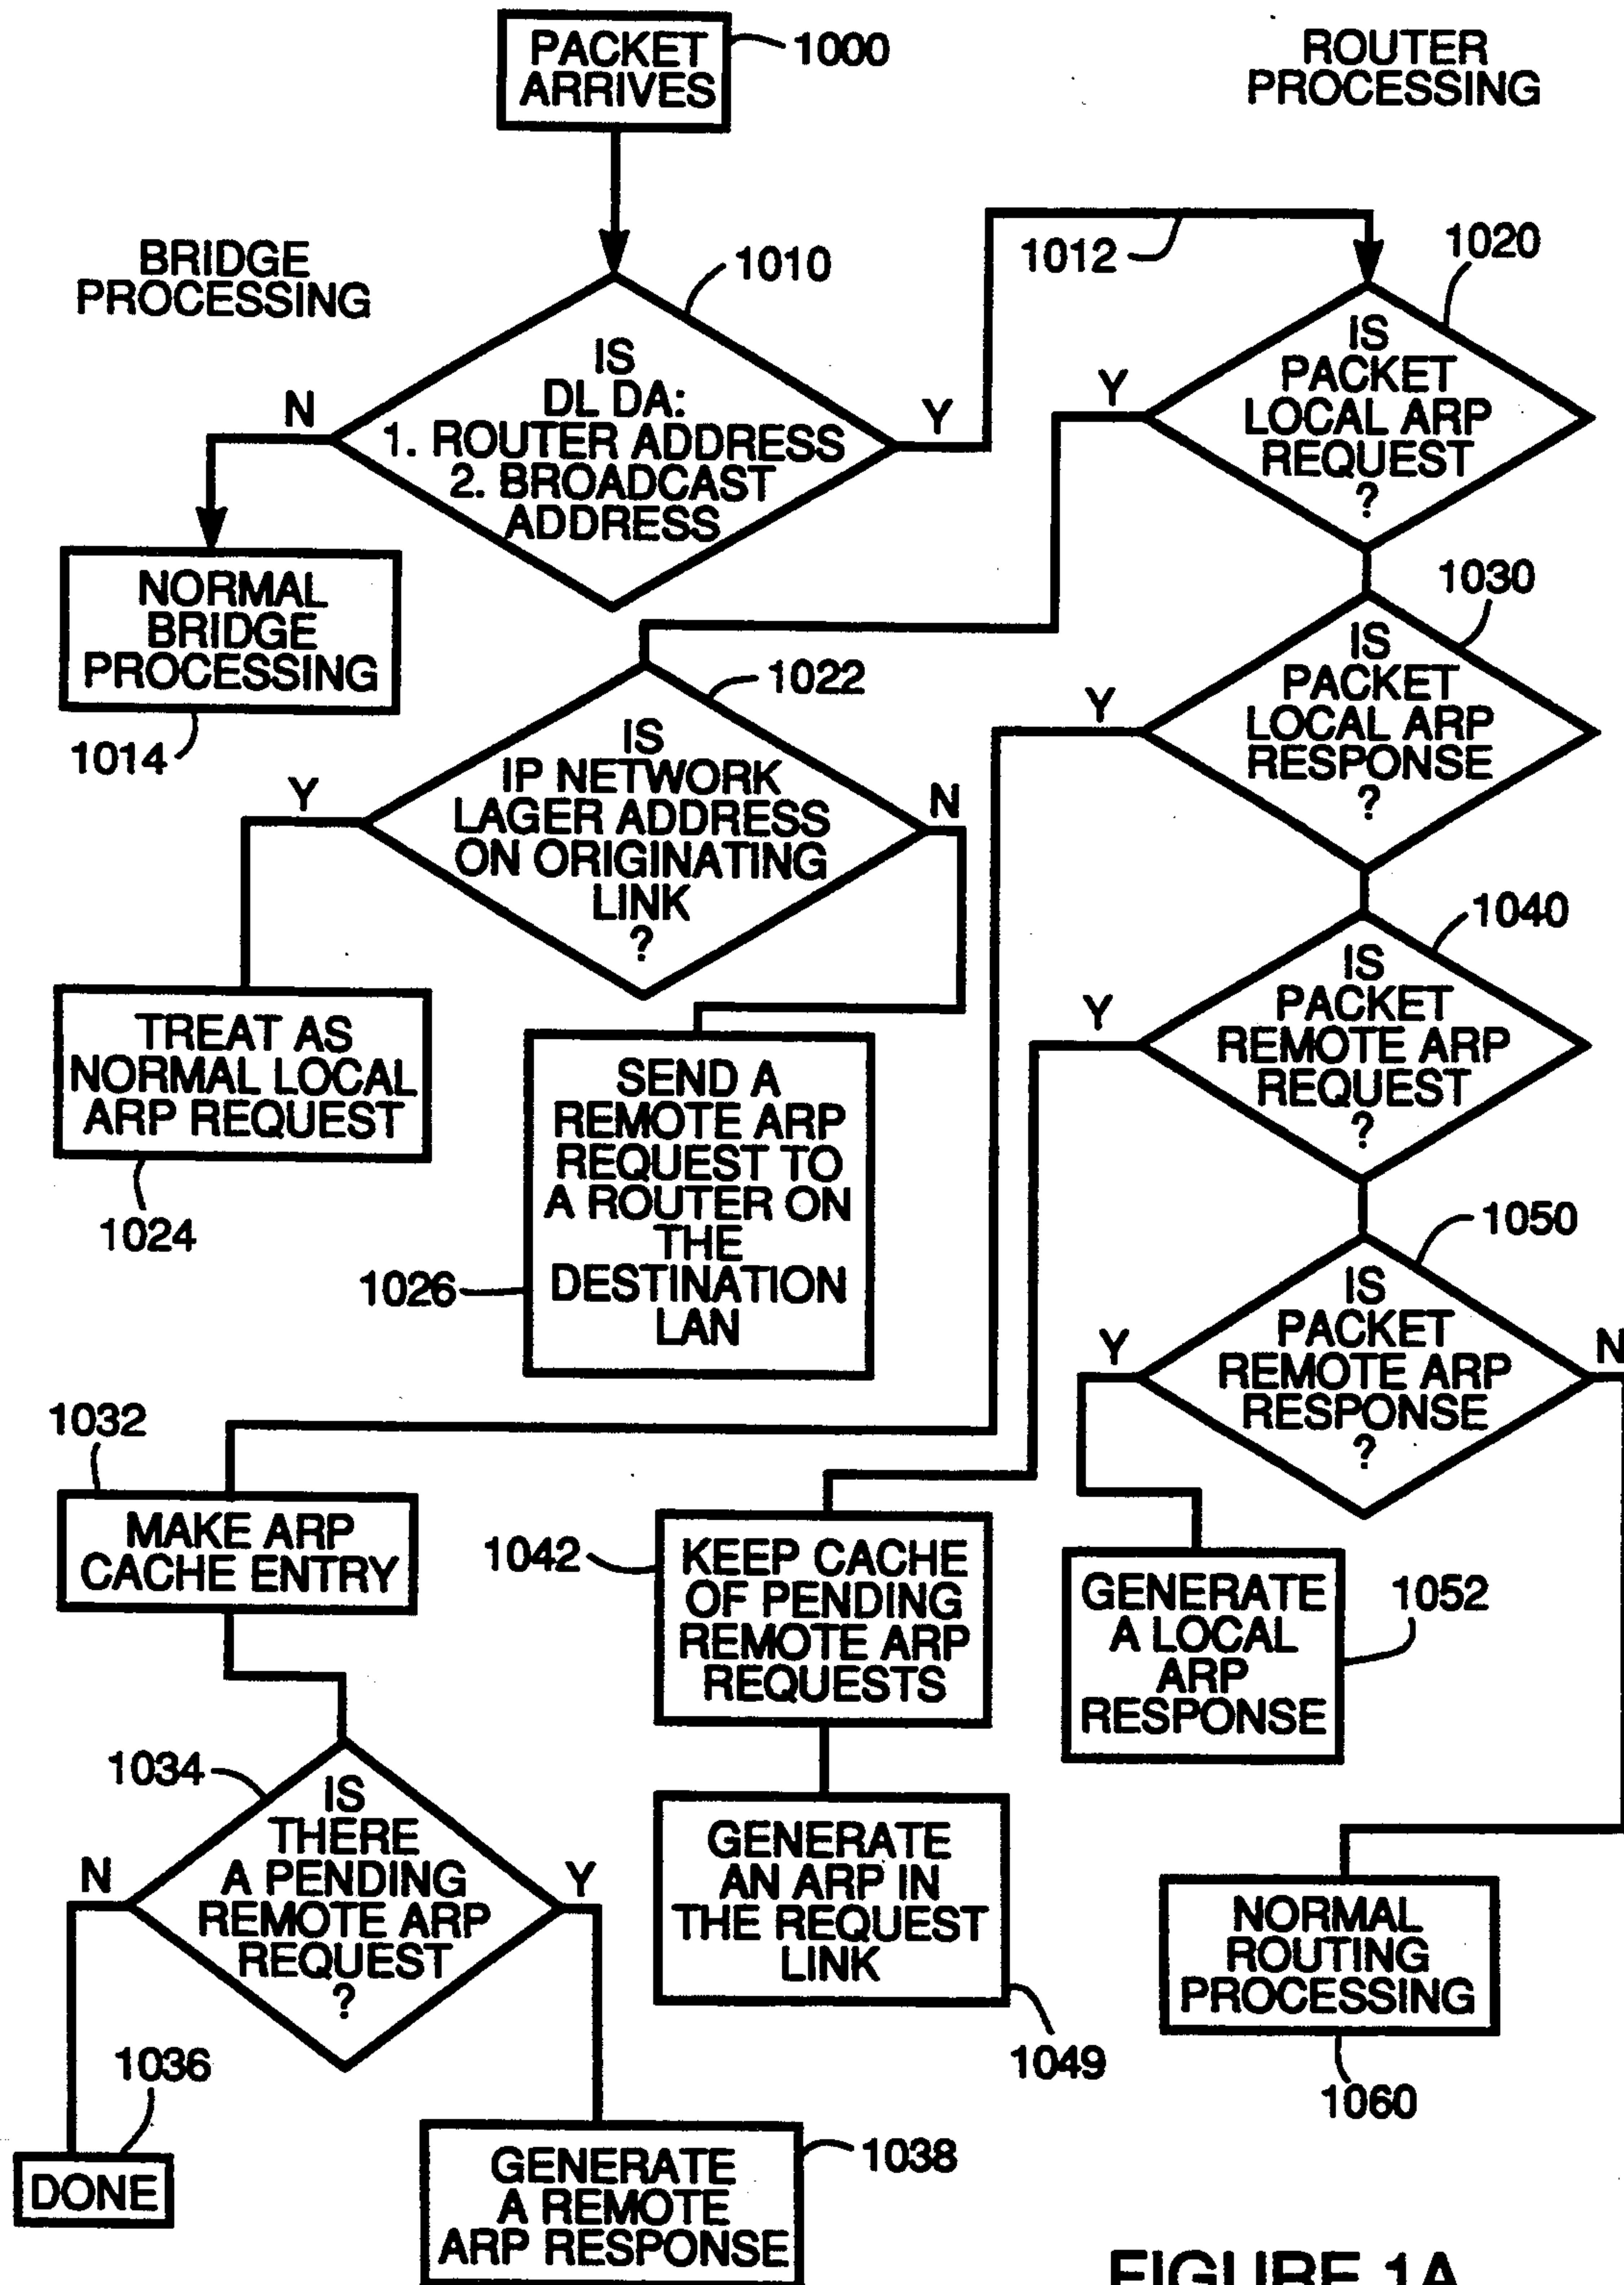 PACKET
ARRIVES
1000
ROUTER
PROCESSING
BRIDGE
PROCESSING
1010
IS
DL DA:
1. ROUTER ADDRESS
2. BROADCAST
ADDRESS
N
Y
1012
1020
IS
PACKET
LOCAL ARP
REQUEST
?
Y
NORMAL
BRIDGE
PROCESSING
1014
1022
IS
IP NETWORK
LAGER ADDRESS
ON ORIGINATING
LINK
?
Y
N
1030
IS
PACKET
LOCAL ARP
RESPONSE
?
Y
TREAT AS
NORMAL LOCAL
ARP REQUEST
1024
SEND A
REMOTE ARP
REQUEST TO
A ROUTER ON
THE
DESTINATION
LAN
1026
1040
IS
PACKET
REMOTE ARP
REQUEST
?
Y
1050
IS
PACKET
REMOTE ARP
RESPONSE
?
Y
N
1032
MAKE ARP
CACHE ENTRY
1042
KEEP CACHE
OF PENDING
REMOTE ARP
REQUESTS
GENERATE
A LOCAL
ARP
RESPONSE
1052
1034
IS
THERE
A PENDING
REMOTE ARP
REQUEST
?
N
Y
GENERATE
AN ARP IN
THE REQUEST
LINK
1049
NORMAL
ROUTING
PROCESSING
1060
1036
DONE
GENERATE
A REMOTE
ARP RESPONSE
1038
FIGURE 1A